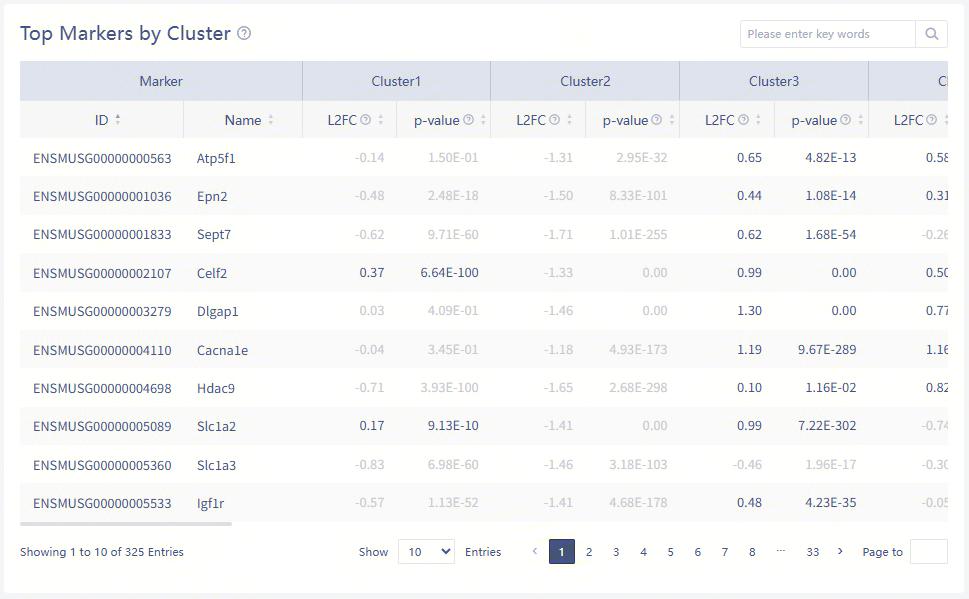 Top Markers by Cluster
Please enter key words
Marker Cluster1 Cluster2 Cluster3
ID Name L2FC p-value L2FC p-value L2FC p-value L2FC
ENSMUSG00000000563 Atp5f1 -0.14 1.50E-01 -1.31 2.95E-32 0.65 4.82E-13 0.58
ENSMUSG00000001036 Epn2 -0.48 2.48E-18 -1.50 8.33E-101 0.44 1.08E-14 0.31
ENSMUSG00000001833 Sept7 -0.62 9.71E-60 -1.71 1.01E-255 0.62 1.68E-54 -0.26
ENSMUSG00000002107 Celf2 0.37 6.64E-100 -1.33 0.00 0.99 0.00 0.50
ENSMUSG00000003279 Dlgap1 0.03 4.09E-01 -1.46 0.00 1.30 0.00 0.77
ENSMUSG00000004110 Cacna1e -0.04 3.45E-01 -1.18 4.93E-173 1.19 9.67E-289 1.16
ENSMUSG00000004698 Hdac9 -0.71 3.93E-100 -1.65 2.68E-298 0.10 1.16E-02 0.82
ENSMUSG00000005089 Slc1a2 0.17 9.13E-10 -1.41 0.00 0.99 7.22E-302 -0.74
ENSMUSG00000005360 Slc1a3 -0.83 6.98E-60 -1.46 3.18E-103 -0.46 1.96E-17 -0.30
ENSMUSG00000005533 Igf1r -0.57 1.13E-52 -1.41 4.68E-178 0.48 4.23E-35 -0.05
Showing 1 to 10 of 325 Entries Show 10 Entries ‹ 1 2 3 4 5 6 7 8 ··· 33 › Page to